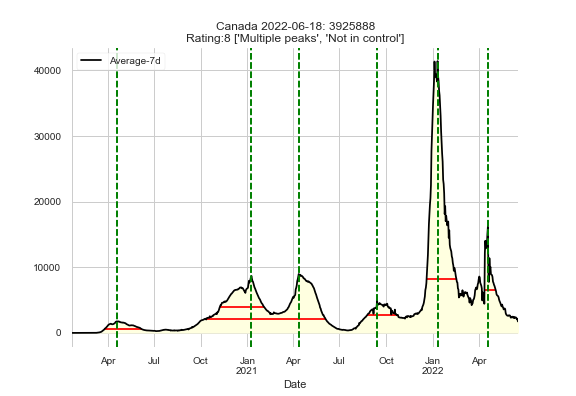 Canada 2022-06-18: 3925888
Rating:8 ['Multiple peaks', 'Not in control']
Average-7d
40000
30000
20000
10000
0
Apr Jul Oct Jan Apr Jul Oct Jan Apr
2021 2022
Date